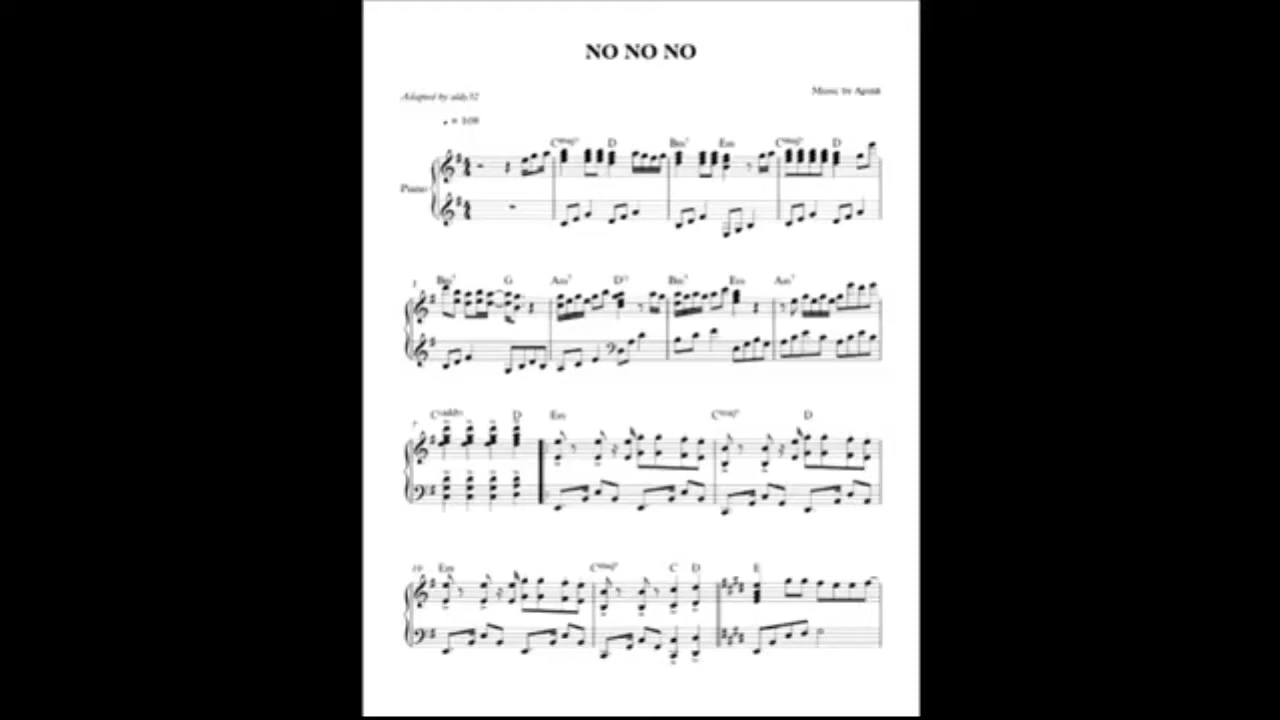 NO NO NO
Adapted by aldy32
Music by Apink
= 108
Cmaj7 D Bm7 Em Cmaj7 D
Piano
Bm7 G Am7 Bm7 Em Am7
Cadd9 D Em Cmaj7 D
10 Em Cmaj7 C D E